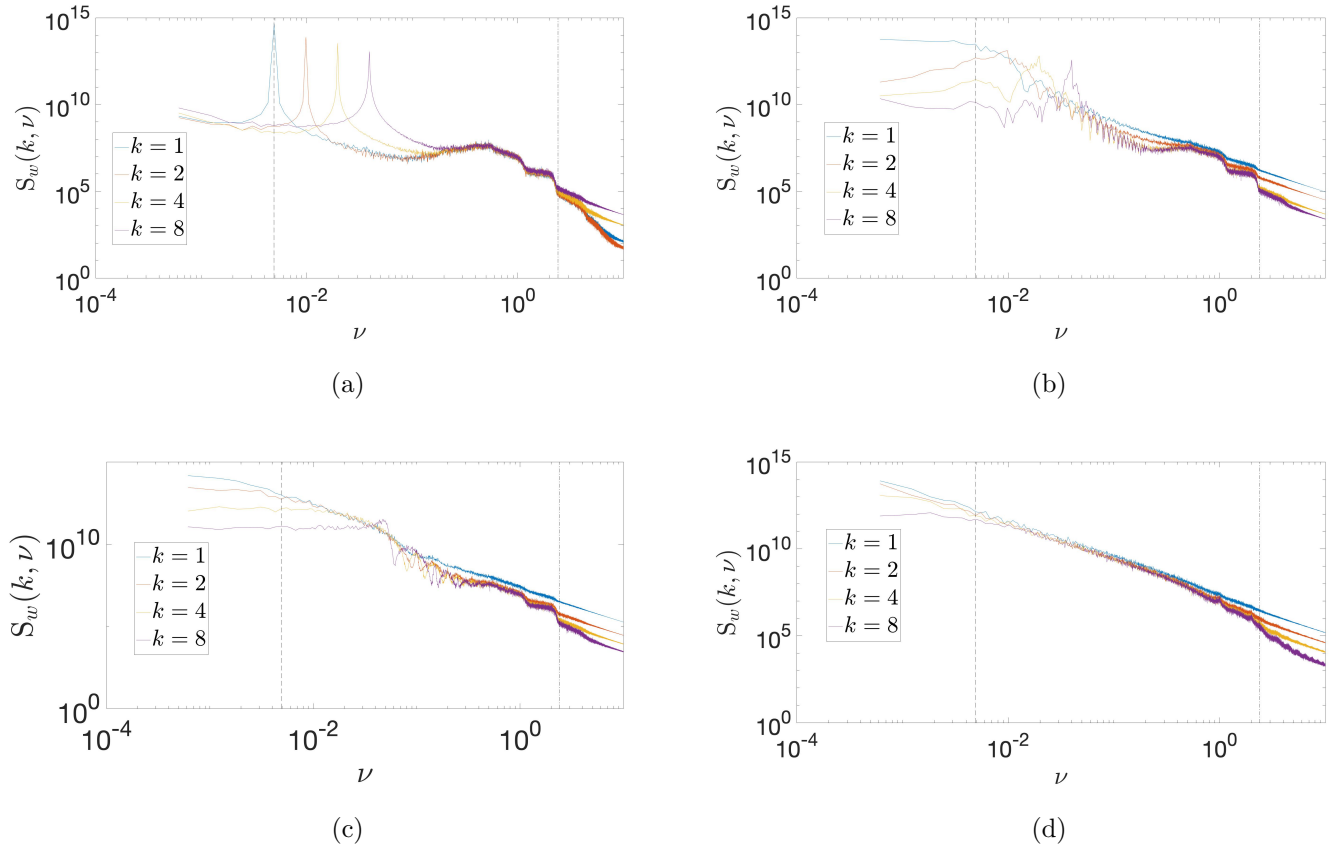 10^15
10^10
10^5
10^0
S_w(k, ν)
k = 1
k = 2
k = 4
k = 8
10^-4
10^-2
10^0
ν
(a)
10^15
10^10
10^5
10^0
S_w(k, ν)
k = 1
k = 2
k = 4
k = 8
10^-4
10^-2
10^0
ν
(b)
10^10
10^0
S_w(k, ν)
k = 1
k = 2
k = 4
k = 8
10^-4
10^-2
10^0
ν
(c)
10^15
10^10
10^5
10^0
S_w(k, ν)
k = 1
k = 2
k = 4
k = 8
10^-4
10^-2
10^0
ν
(d)